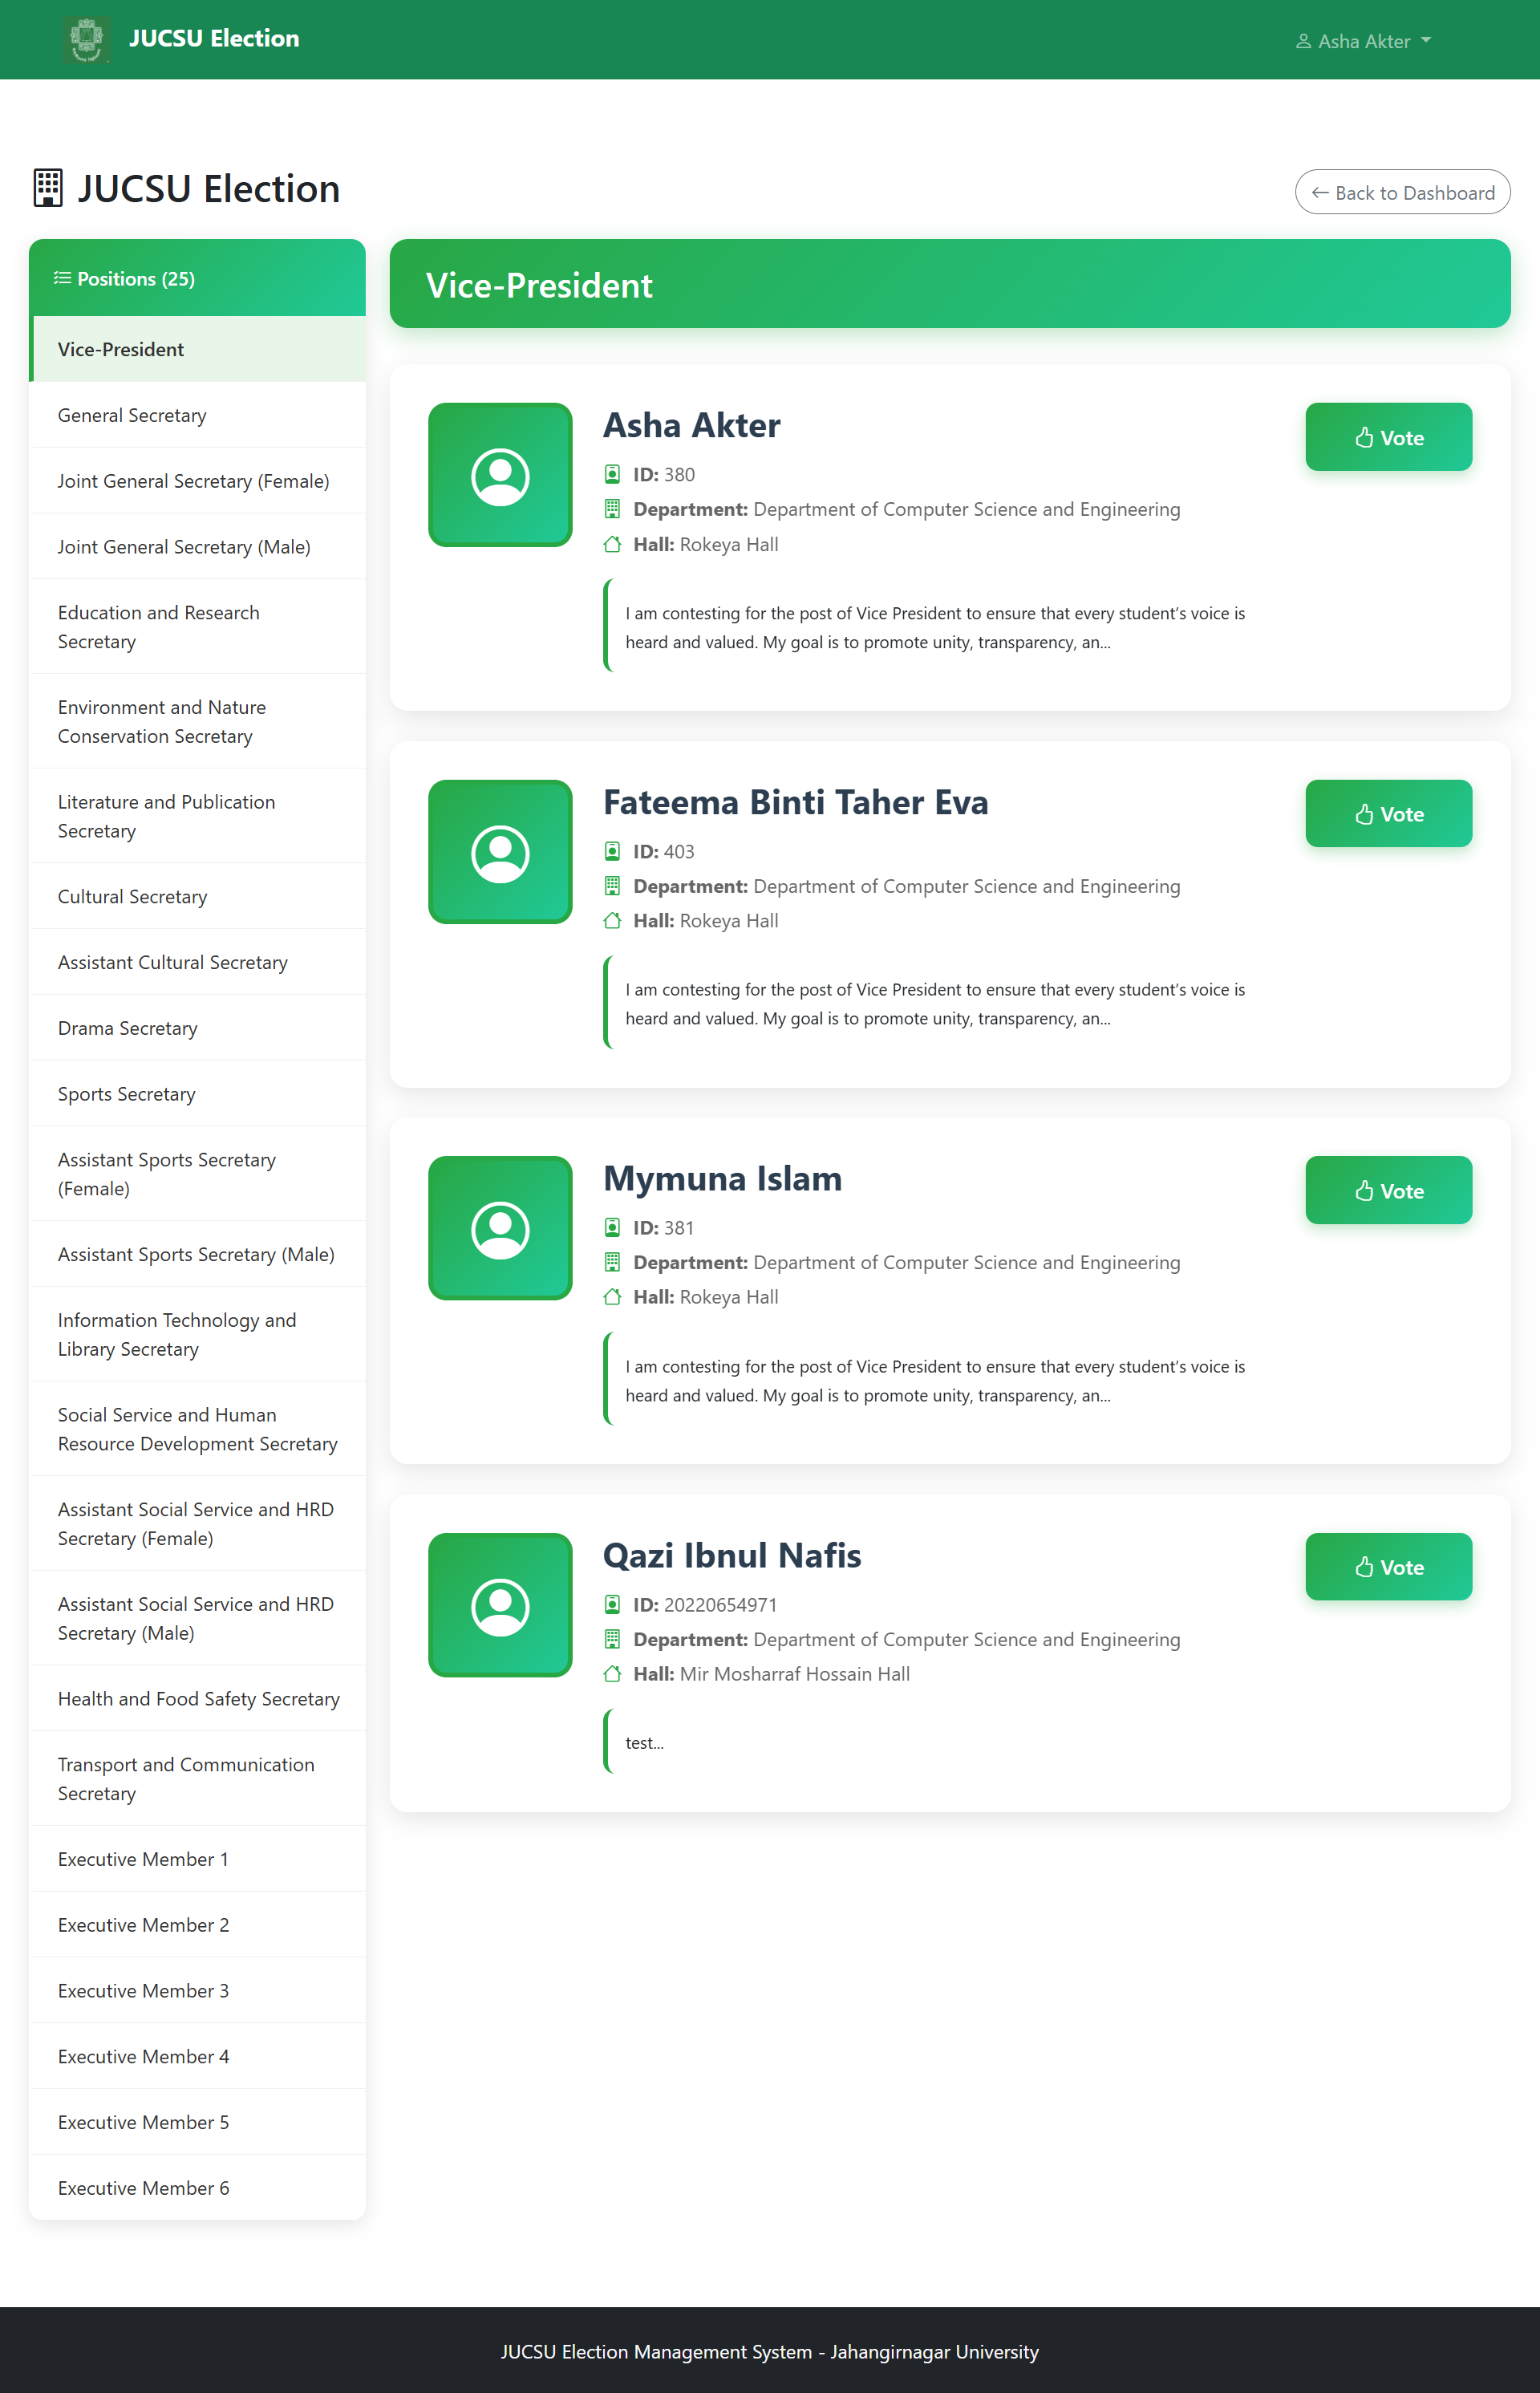 JUCSU Election
Asha Akter
JUCSU Election
Back to Dashboard
Positions (25)
Vice-President
General Secretary
Joint General Secretary (Female)
Joint General Secretary (Male)
Education and Research
Secretary
Environment and Nature
Conservation Secretary
Literature and Publication
Secretary
Cultural Secretary
Assistant Cultural Secretary
Drama Secretary
Sports Secretary
Assistant Sports Secretary
(Female)
Assistant Sports Secretary (Male)
Information Technology and
Library Secretary
Social Service and Human
Resource Development Secretary
Assistant Social Service and HRD
Secretary (Female)
Assistant Social Service and HRD
Secretary (Male)
Health and Food Safety Secretary
Transport and Communication
Secretary
Executive Member 1
Executive Member 2
Executive Member 3
Executive Member 4
Executive Member 5
Executive Member 6
Vice-President
Asha Akter
Vote
ID: 380
Department: Department of Computer Science and Engineering
Hall: Rokeya Hall
I am contesting for the post of Vice President to ensure that every student’s voice is
heard and valued. My goal is to promote unity, transparency, an...
Fateema Binti Taher Eva
Vote
ID: 403
Department: Department of Computer Science and Engineering
Hall: Rokeya Hall
I am contesting for the post of Vice President to ensure that every student’s voice is
heard and valued. My goal is to promote unity, transparency, an...
Mymuna Islam
Vote
ID: 381
Department: Department of Computer Science and Engineering
Hall: Rokeya Hall
I am contesting for the post of Vice President to ensure that every student’s voice is
heard and valued. My goal is to promote unity, transparency, an...
Qazi Ibnul Nafis
Vote
ID: 20220654971
Department: Department of Computer Science and Engineering
Hall: Mir Mosharraf Hossain Hall
test...
JUCSU Election Management System - Jahangirnagar University